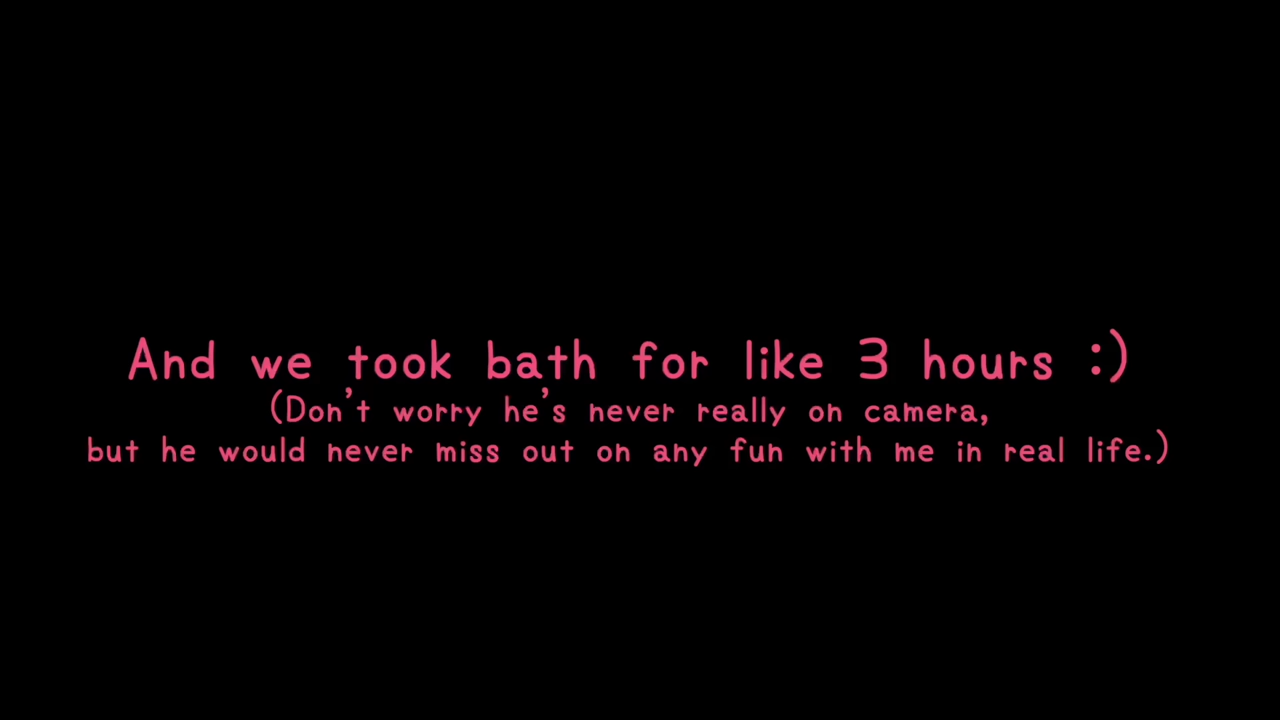 And we took bath for like 3 hours :)
(Don't worry he's never really on camera,
but he would never miss out on any fun with me in real life.)